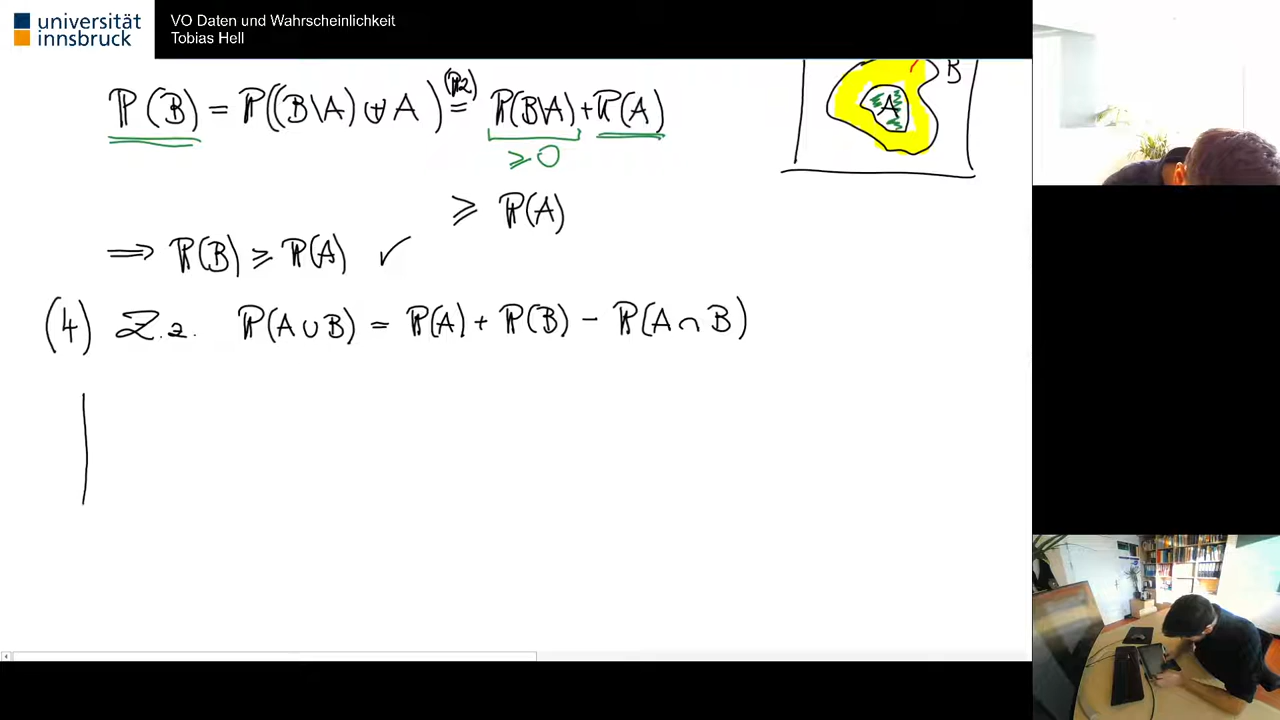 universität
innsbruck
VO Daten und Wahrscheinlichkeit
Tobias Hell
ℙ(B) = ℙ((B\A) ⊎ A) (ℙ2)= ℙ(B\A) + ℙ(A)
≥ 0
≥ ℙ(A)
⟹ ℙ(B) ≥ ℙ(A) ✓
B
A
(4) Z.z. ℙ(A ∪ B) = ℙ(A) + ℙ(B) − ℙ(A ∩ B)